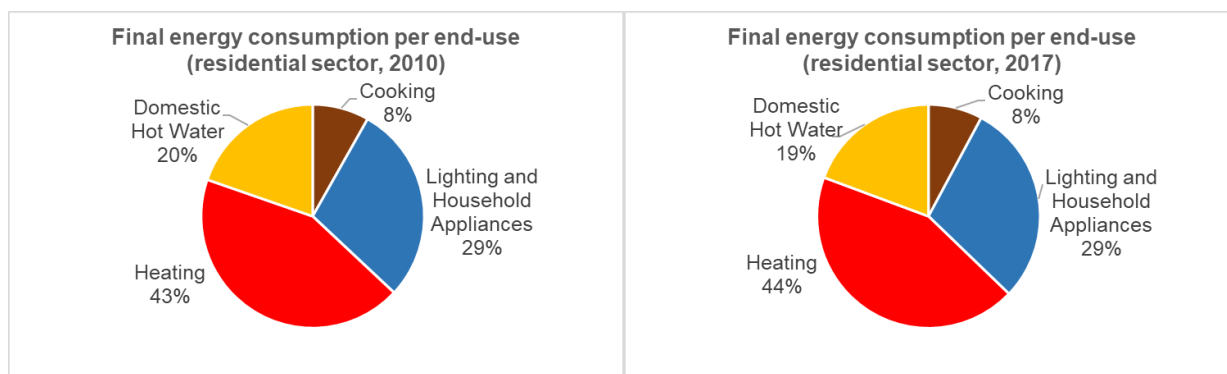 Final energy consumption per end-use
(residential sector, 2010)
Cooking
8%
Domestic
Hot Water
20%
Lighting and
Household
Appliances
29%
Heating
43%
Final energy consumption per end-use
(residential sector, 2017)
Cooking
8%
Domestic
Hot Water
19%
Lighting and
Household
Appliances
29%
Heating
44%